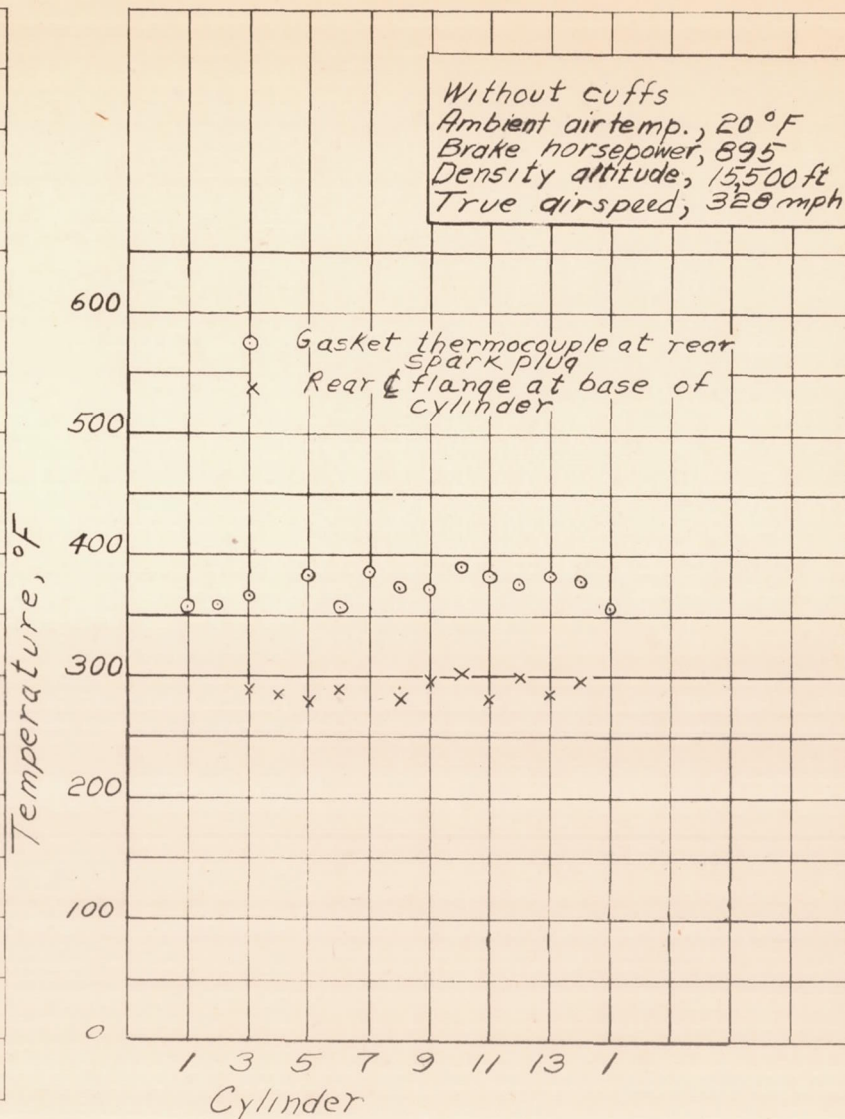 Without cuffs
Ambient air temp., 20°F
Brake horsepower, 895
Density altitude, 15,500 ft
True airspeed, 328 mph
Gasket thermocouple at rear
spark plug
Rear ℄ flange at base of
cylinder
600
500
400
300
200
100
0
Temperature, °F
1 3 5 7 9 11 13 1
Cylinder